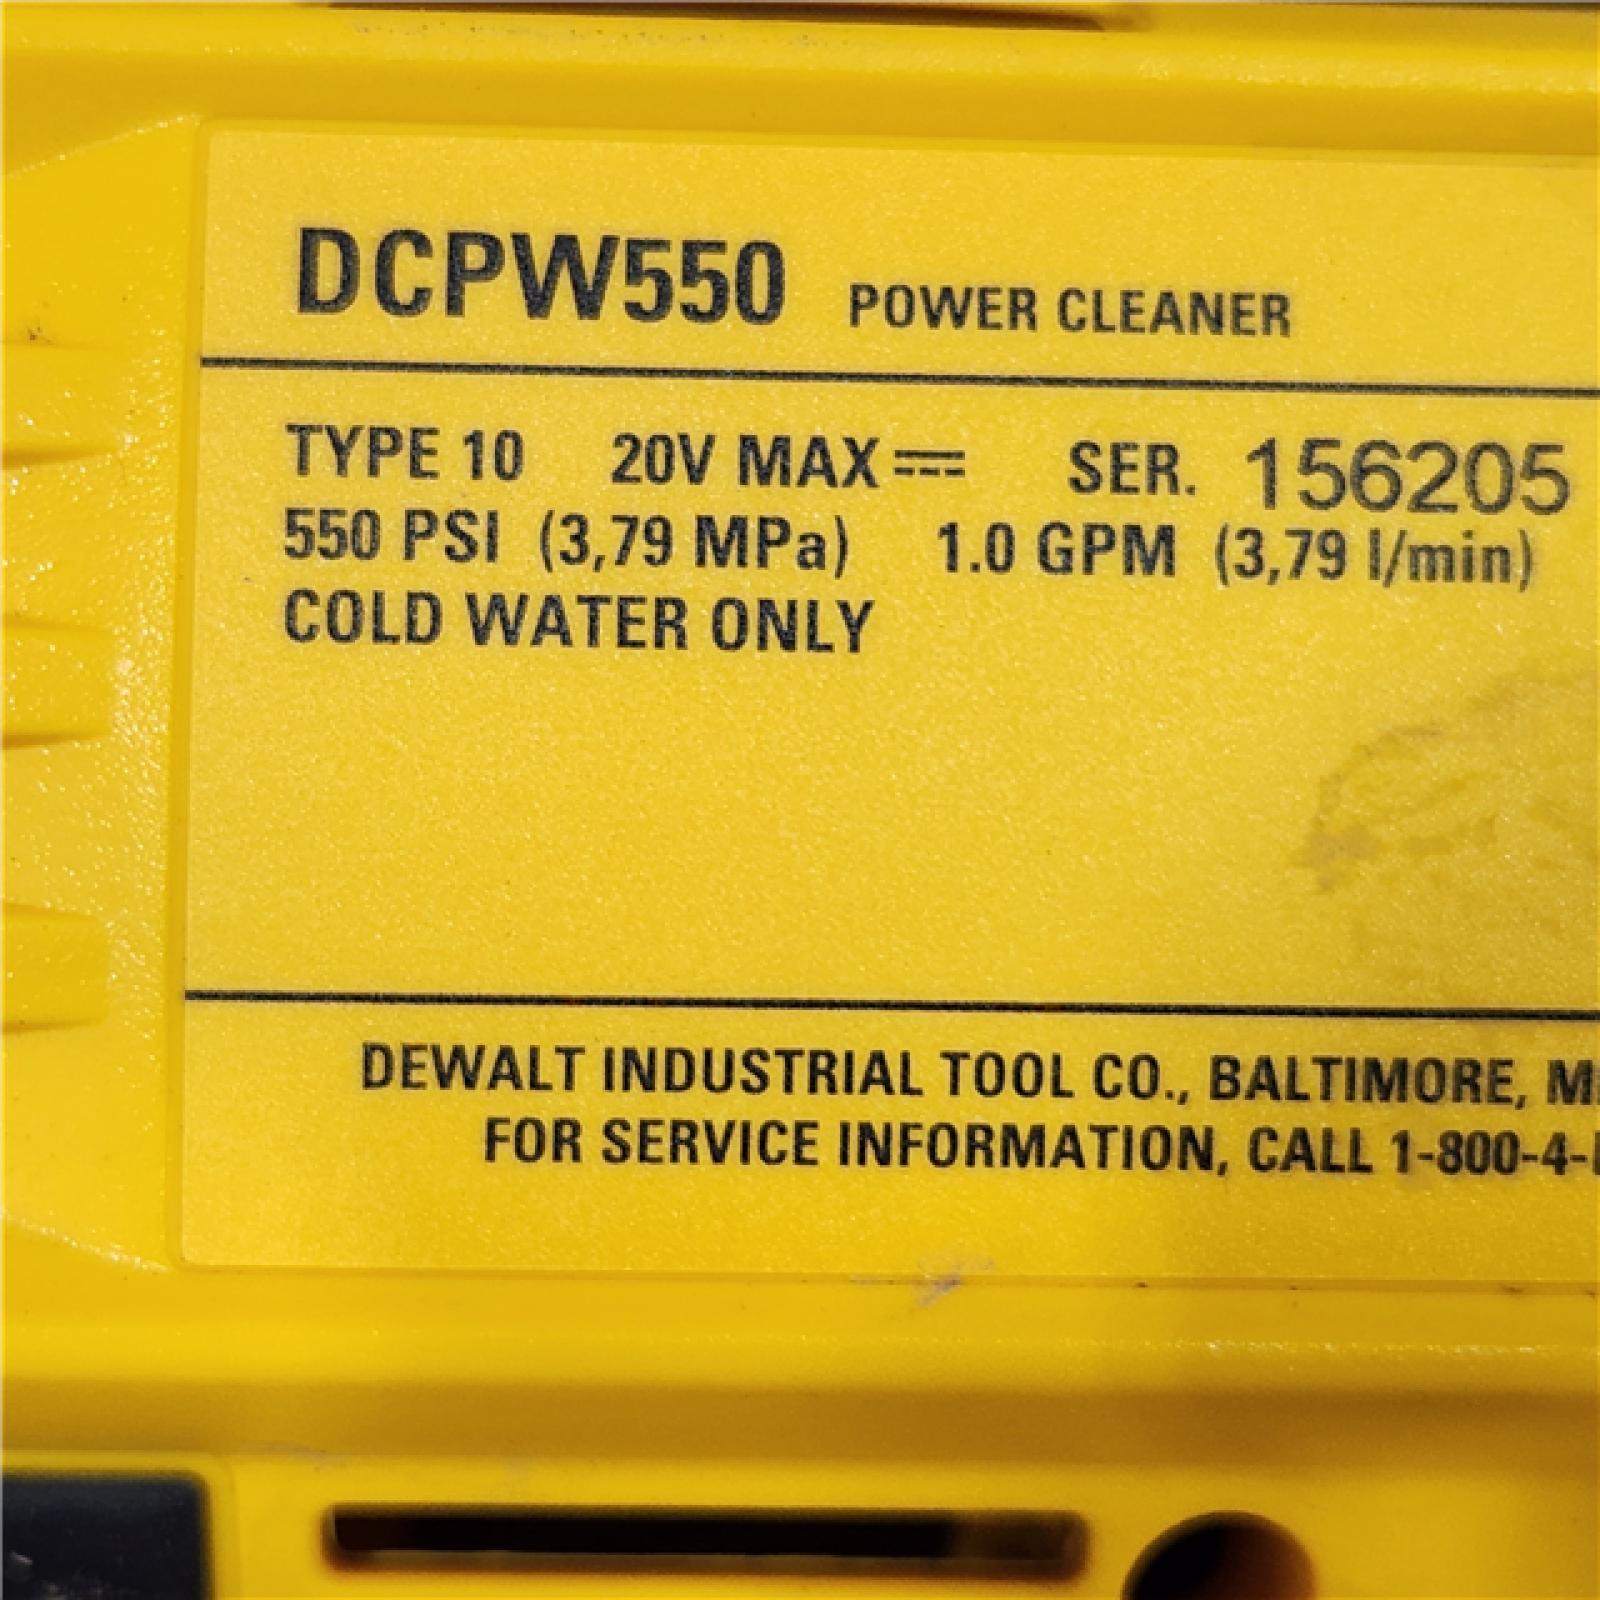 DCPW550 POWER CLEANER
TYPE 10 20V MAX⎓ SER. 156205
550 PSI (3,79 MPa) 1.0 GPM (3,79 l/min)
COLD WATER ONLY
DEWALT INDUSTRIAL TOOL CO., BALTIMORE,
FOR SERVICE INFORMATION, CALL 1-800-4-